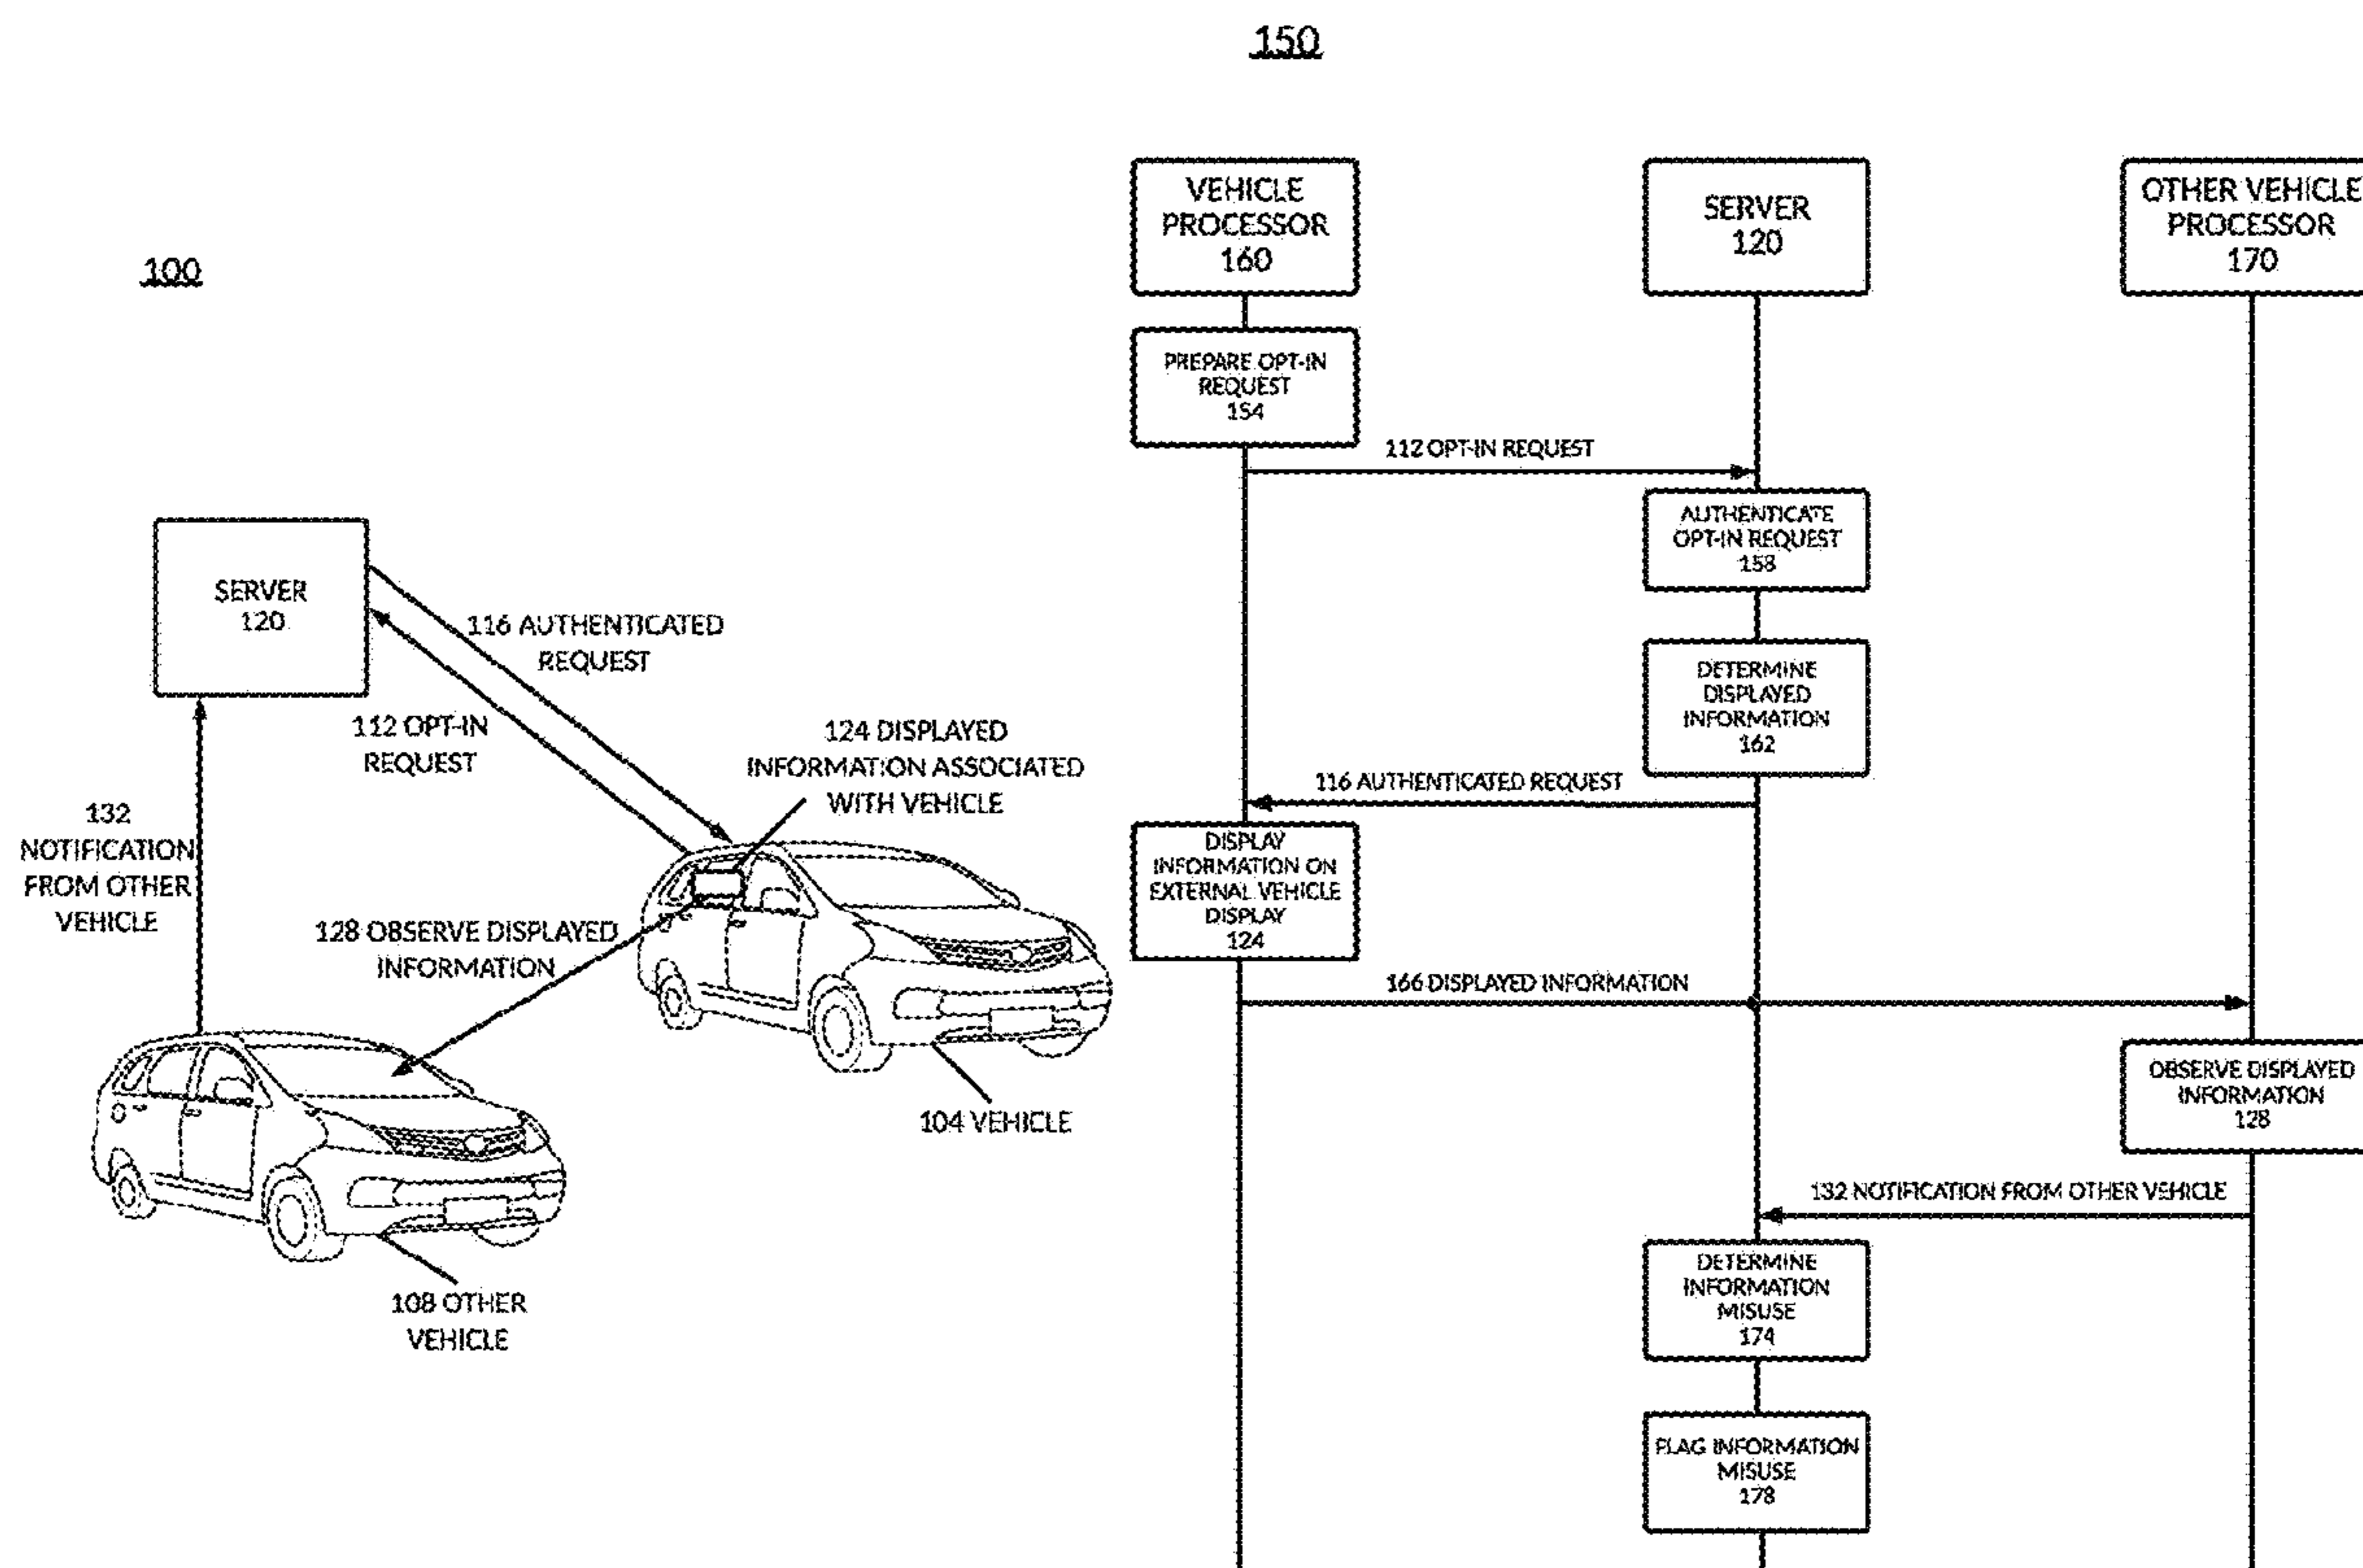 150
100
SERVER
120
116 AUTHENTICATED
REQUEST
112 OPT-IN
REQUEST
124 DISPLAYED
INFORMATION ASSOCIATED
WITH VEHICLE
132
NOTIFICATION
FROM OTHER
VEHICLE
128 OBSERVE DISPLAYED
INFORMATION
104 VEHICLE
108 OTHER
VEHICLE
VEHICLE
PROCESSOR
160
SERVER
120
OTHER VEHICLE
PROCESSOR
170
PREPARE OPT-IN
REQUEST
154
112 OPT-IN REQUEST
AUTHENTICATE
OPT-IN REQUEST
158
DETERMINE
DISPLAYED
INFORMATION
162
116 AUTHENTICATED REQUEST
DISPLAY
INFORMATION ON
EXTERNAL VEHICLE
DISPLAY
124
166 DISPLAYED INFORMATION
OBSERVE DISPLAYED
INFORMATION
128
132 NOTIFICATION FROM OTHER VEHICLE
DETERMINE
INFORMATION
MISUSE
174
FLAG INFORMATION
MISUSE
178